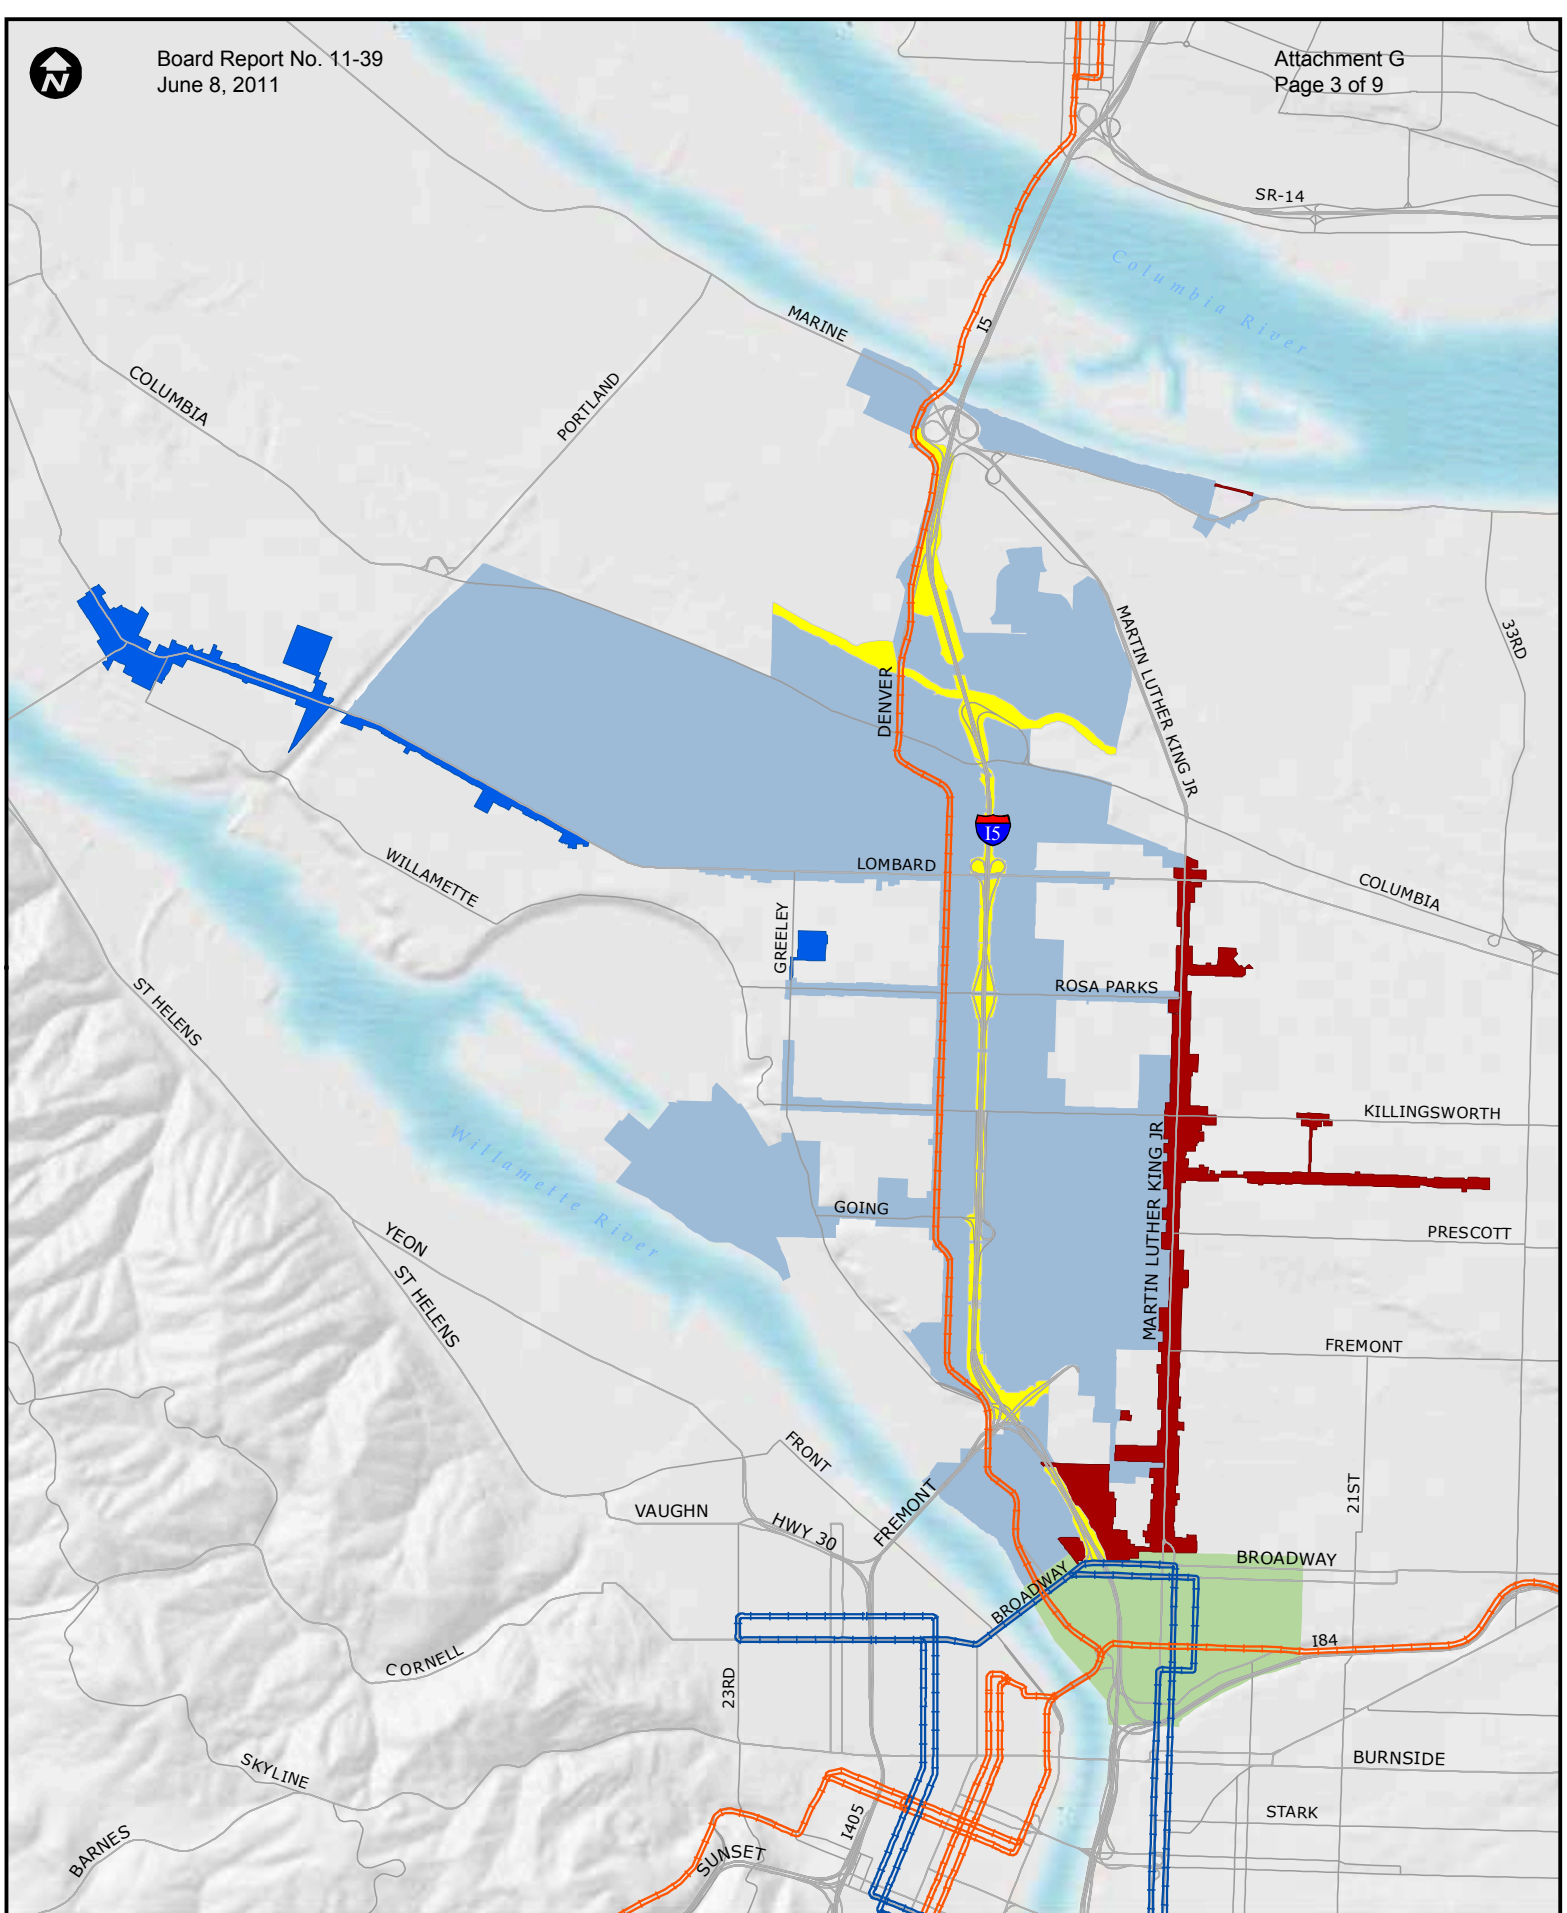 Board Report No. 11-39
June 8, 2011
Attachment G
Page 3 of 9
N
SR-14
Columbia River
I5
MARINE
COLUMBIA
PORTLAND
MARTIN LUTHER KING JR
33RD
DENVER
I5
LOMBARD
COLUMBIA
WILLAMETTE
GREELEY
ROSA PARKS
ST HELENS
KILLINGSWORTH
Willamette River
MARTIN LUTHER KING JR
GOING
PRESCOTT
YEON
ST HELENS
FREMONT
FRONT
21ST
VAUGHN
HWY 30
FREMONT
BROADWAY
BROADWAY
I84
CORNELL
23RD
BURNSIDE
SKYLINE
STARK
I405
BARNES
SUNSET